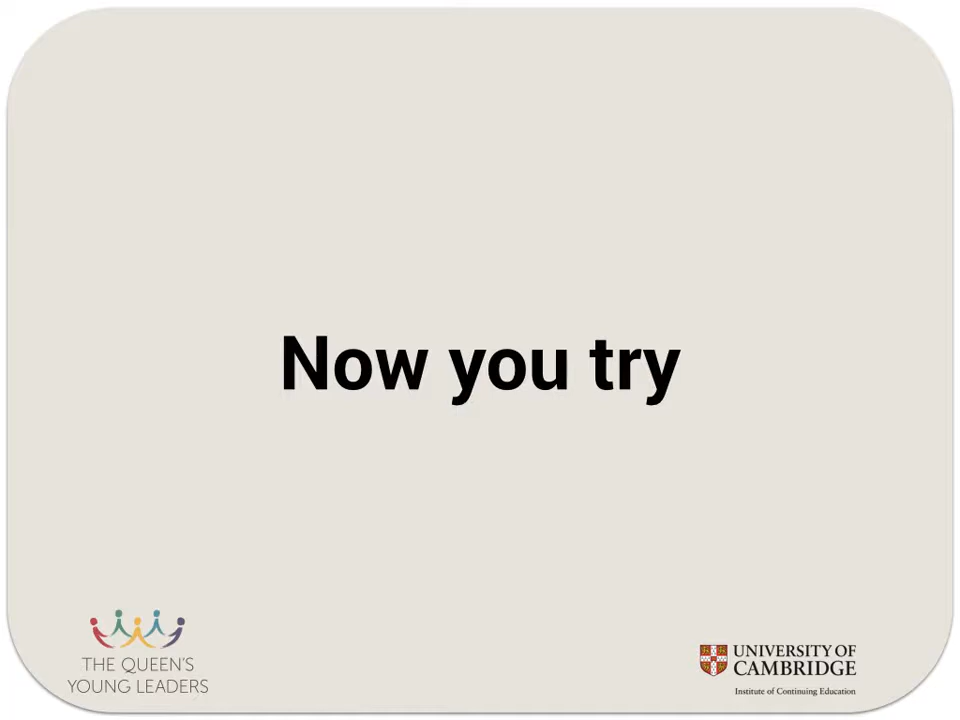 Now you try
THE QUEEN'S
YOUNG LEADERS
UNIVERSITY OF
CAMBRIDGE
Institute of Continuing Education